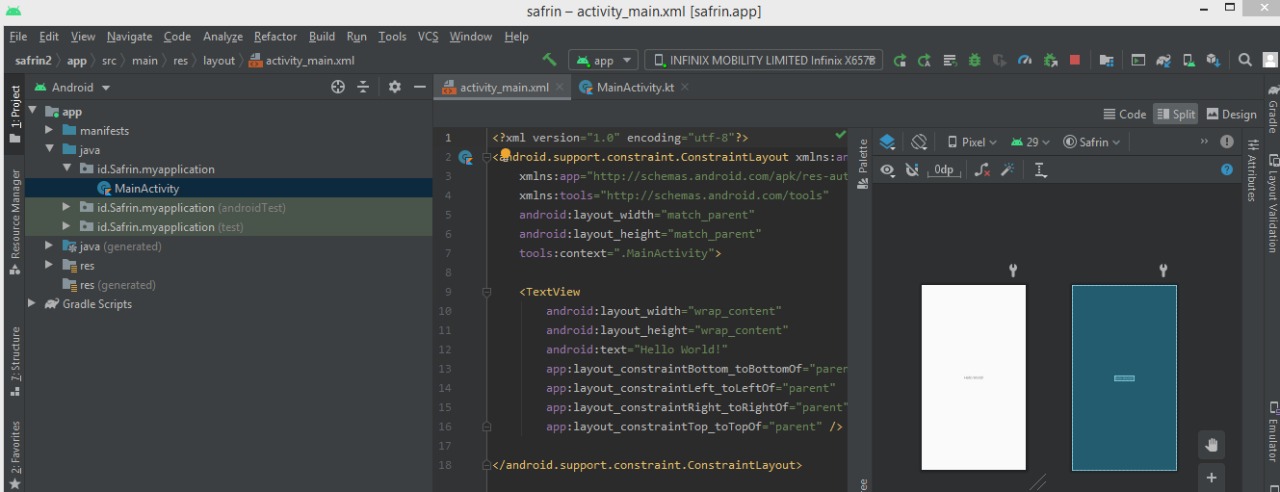 safrin – activity_main.xml [safrin.app]
File Edit View Navigate Code Analyze Refactor Build Run Tools VCS Window Help
safrin2 app src main res layout activity_main.xml
app INFINIX MOBILITY LIMITED Infinix X657B
1: Project
Resource Manager
Z: Structure
2: Favorites
Android
app
manifests
java
id.Safrin.myapplication
MainActivity
id.Safrin.myapplication (androidTest)
id.Safrin.myapplication (test)
java (generated)
res
res (generated)
Gradle Scripts
activity_main.xml MainActivity.kt
Code Split Design
1 <?xml version="1.0" encoding="utf-8"?>
2 <android.support.constraint.ConstraintLayout xmlns:an
3 xmlns:app="http://schemas.android.com/apk/res-aut
4 xmlns:tools="http://schemas.android.com/tools"
5 android:layout_width="match_parent"
6 android:layout_height="match_parent"
7 tools:context=".MainActivity">
8
9 <TextView
10 android:layout_width="wrap_content"
11 android:layout_height="wrap_content"
12 android:text="Hello World!"
13 app:layout_constraintBottom_toBottomOf="paren
14 app:layout_constraintLeft_toLeftOf="parent"
15 app:layout_constraintRight_toRightOf="parent"
16 app:layout_constraintTop_toTopOf="parent" />
17
18 </android.support.constraint.ConstraintLayout>
Palette
Pixel 29 Safrin
0dp
Attributes
Gradle
Layout Validation
Emulator